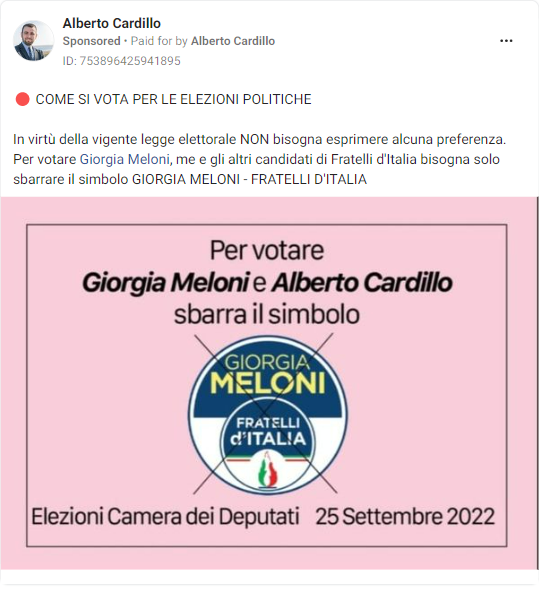 Alberto Cardillo
Sponsored • Paid for by Alberto Cardillo
ID: 753896425941895
🔴 COME SI VOTA PER LE ELEZIONI POLITICHE
In virtù della vigente legge elettorale NON bisogna esprimere alcuna preferenza.
Per votare Giorgia Meloni, me e gli altri candidati di Fratelli d'Italia bisogna solo
sbarrare il simbolo GIORGIA MELONI - FRATELLI D'ITALIA
Per votare
Giorgia Meloni e Alberto Cardillo
sbarra il simbolo
GIORGIA
MELONI
FRATELLI
d'ITALIA
Elezioni Camera dei Deputati 25 Settembre 2022